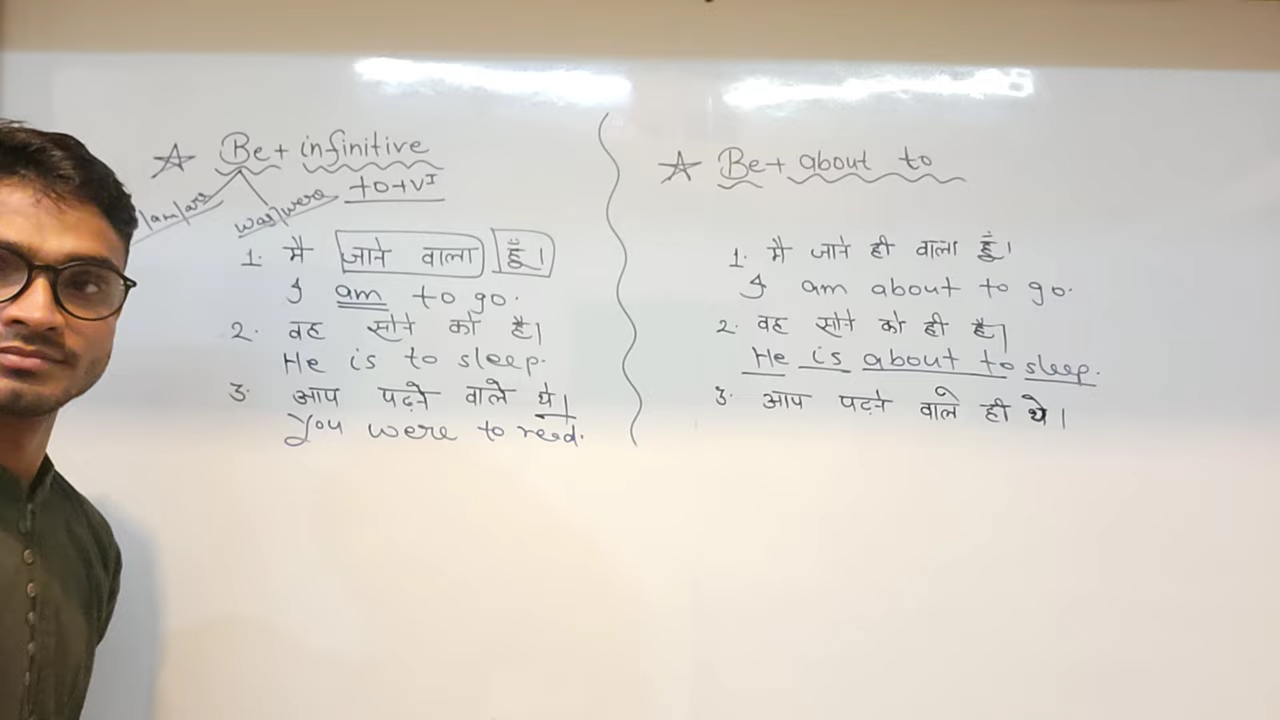 ☆ Be + infinitive
to + V^I
|am|are
was/were
1. मै जाने वाला हूँ।
I am to go.
2. वह सोने को है।
He is to sleep.
3. आप पढ़ने वाले थे।
You were to read.
☆ Be + about to
1. मै जाने ही वाला हूँ।
I am about to go.
2. वह सोने को ही है।
He is about to sleep.
3. आप पढ़ने वाले ही थे।